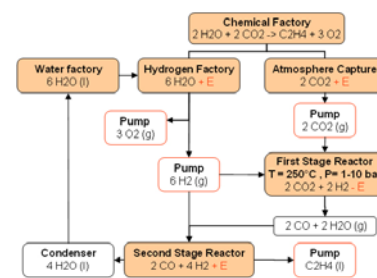 Chemical Factory
2 H2O + 2 CO2 -> C2H4 + 3 O2
Water factory
6 H2O (l)
Hydrogen Factory
6 H2O + E
Atmosphere Capture
2 CO2 + E
Pump
3 O2 (g)
Pump
2 CO2 (g)
Pump
6 H2 (g)
First Stage Reactor
T = 250°C , P= 1-10 ba
2 CO2 + 2 H2 - E
2 CO + 2 H2O (g)
Condenser
4 H2O (l)
Second Stage Reactor
2 CO + 4 H2 + E
Pump
C2H4 (l)